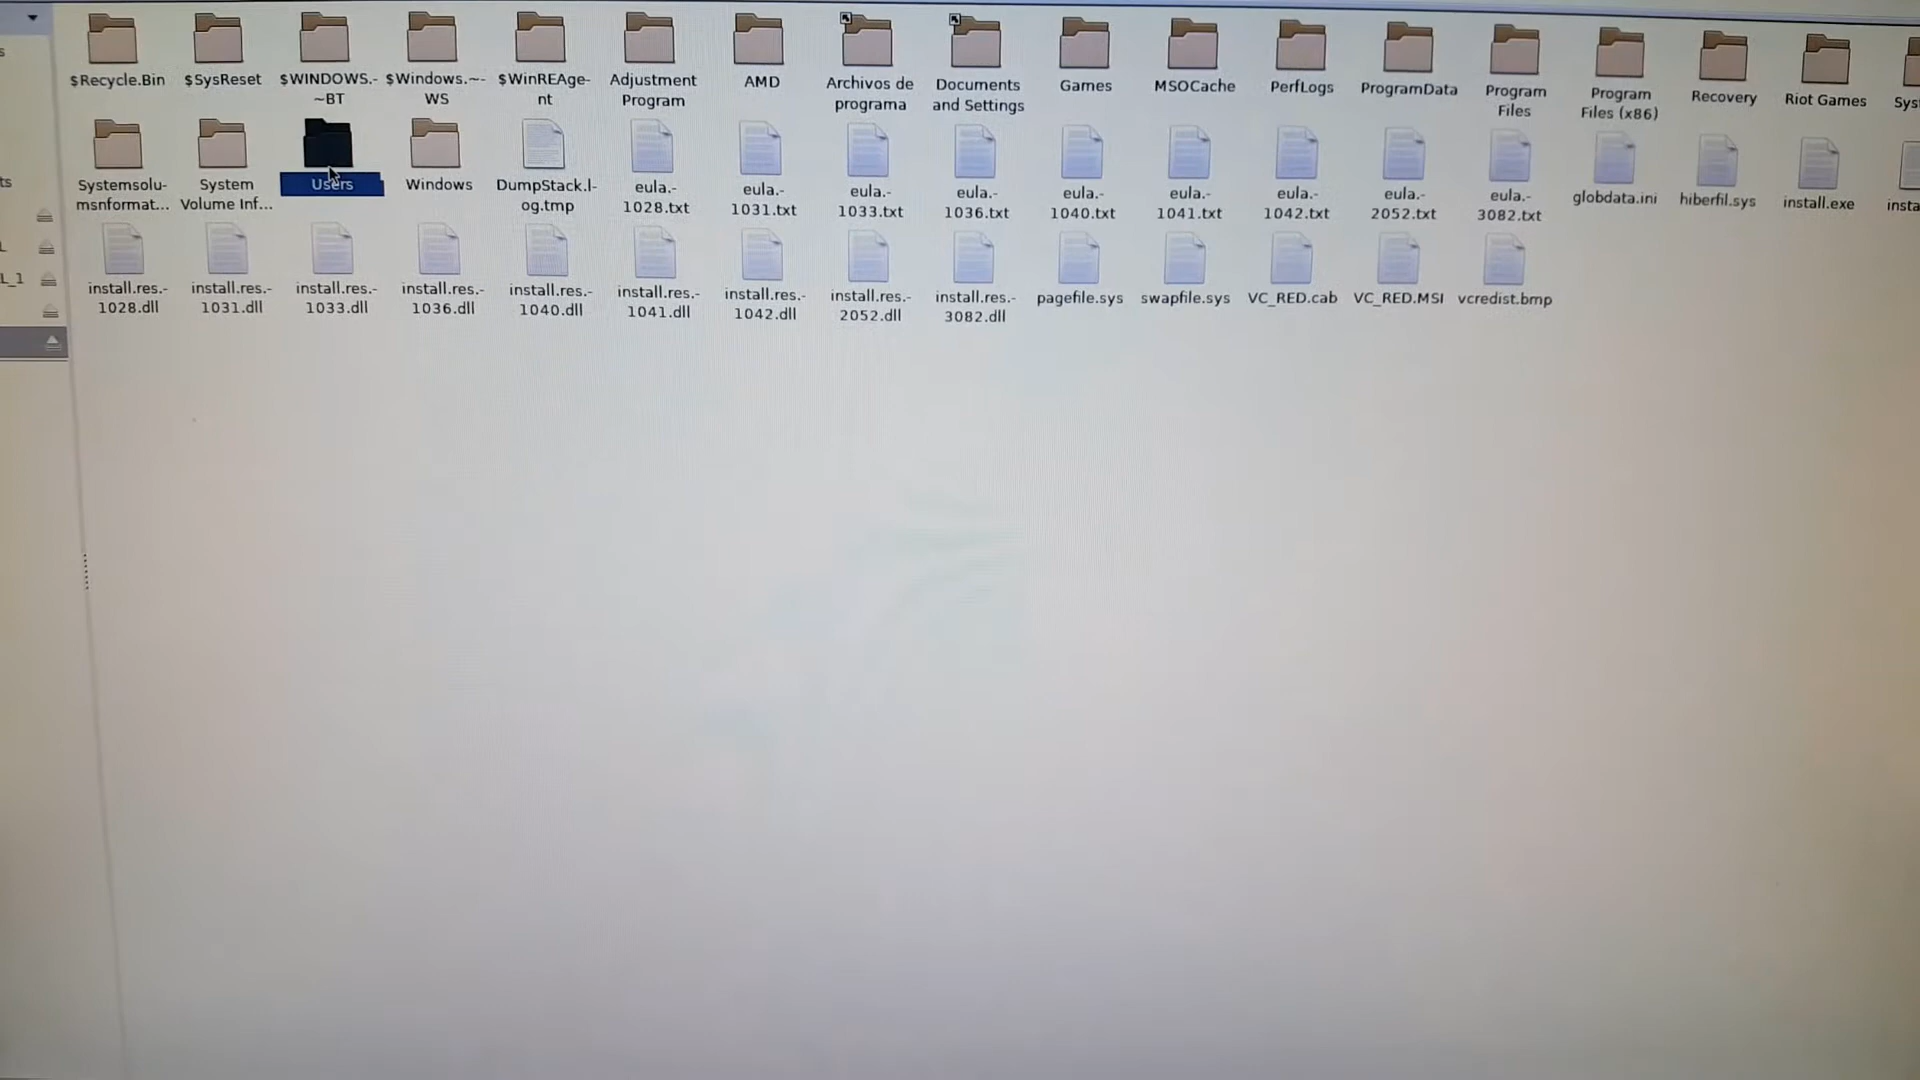 $Recycle.Bin
$SysReset
$WINDOWS.-
~BT
$Windows.~-
WS
$WinREAge-
nt
Adjustment
Program
AMD
Archivos de
programa
Documents
and Settings
Games
MSOCache
PerfLogs
ProgramData
Program
Files
Program
Files (x86)
Recovery
Riot Games
Systemsolu-
msnformat...
System
Volume Inf...
Users
Windows
DumpStack.l-
og.tmp
eula.-
1028.txt
eula.-
1031.txt
eula.-
1033.txt
eula.-
1036.txt
eula.-
1040.txt
eula.-
1041.txt
eula.-
1042.txt
eula.-
2052.txt
eula.-
3082.txt
globdata.ini
hiberfil.sys
install.exe
install.res.-
1028.dll
install.res.-
1031.dll
install.res.-
1033.dll
install.res.-
1036.dll
install.res.-
1040.dll
install.res.-
1041.dll
install.res.-
1042.dll
install.res.-
2052.dll
install.res.-
3082.dll
pagefile.sys
swapfile.sys
VC_RED.cab
VC_RED.MSI
vcredist.bmp